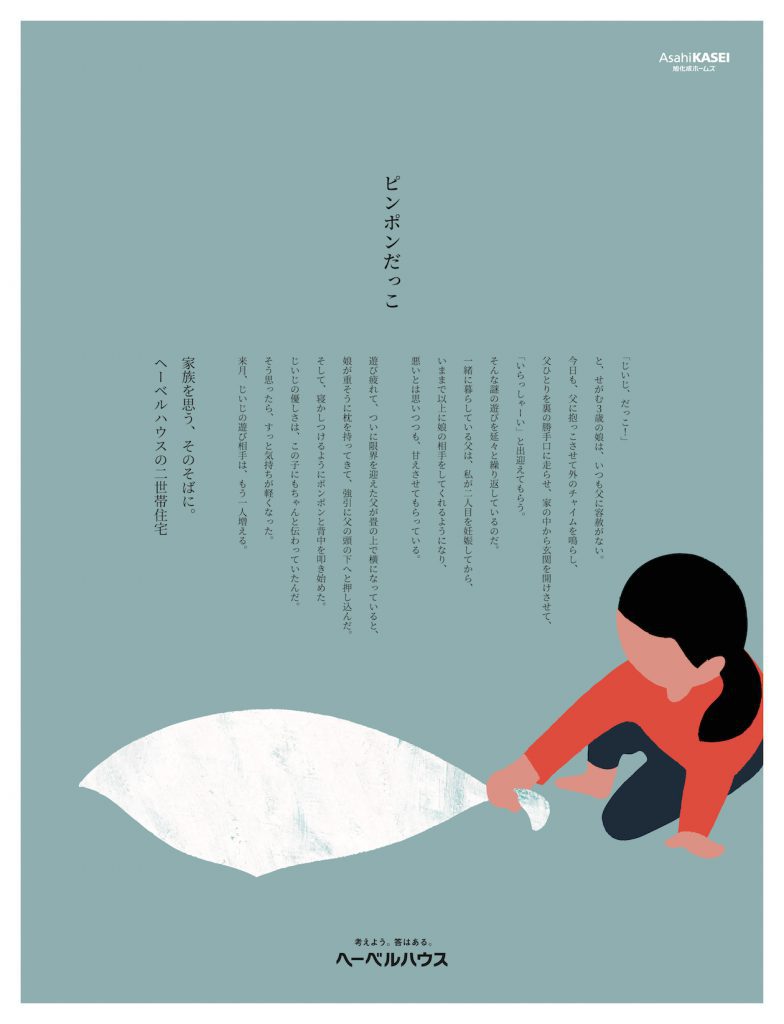 AsahiKASEI
旭化成ホームズ
ピンポンだっこ
「じいじ、だっこ！」
と、せがむ３歳の娘は、いつも父に容赦がない。
今日も、父に抱っこさせて外のチャイムを鳴らし、
父ひとりを裏の勝手口に走らせ、家の中から玄関を開けさせて、
「いらっしゃーい」と出迎えてもらう。
そんな謎の遊びを延々と繰り返しているのだ。
一緒に暮らしている父は、私が二人目を妊娠してから、
いままで以上に娘の相手をしてくれるようになり、
悪いとは思いつつも、甘えさせてもらっている。
遊び疲れて、ついに限界を迎えた父が畳の上で横になっていると、
娘が重そうに枕を持ってきて、強引に父の頭の下へと押し込んだ。
そして、寝かしつけるようにポンポンと背中を叩き始めた。
じいじの優しさは、この子にもちゃんと伝わっていたんだ。
そう思ったら、すっと気持ちが軽くなった。
来月、じいじの遊び相手は、もう一人増える。
家族を思う、そのそばに。
ヘーベルハウスの二世帯住宅
考えよう。答はある。
ヘーベルハウス